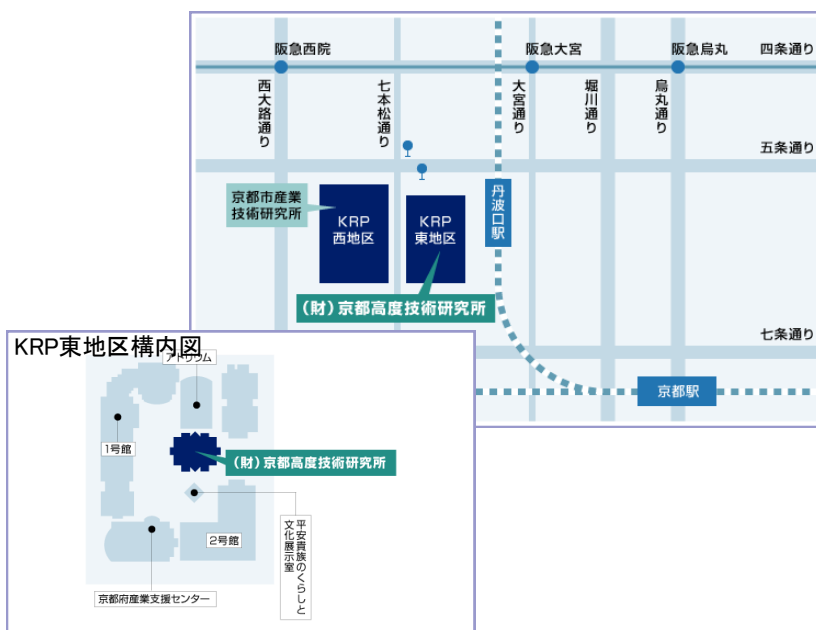 阪急西院
阪急大宮
阪急烏丸
四条通り
西大路通り
七本松通り
大宮通り
堀川通り
烏丸通り
五条通り
京都市産業
技術研究所
KRP
西地区
KRP
東地区
丹波口駅
(財)京都高度技術研究所
七条通り
京都駅
KRP東地区構内図
アトリウム
1号館
(財)京都高度技術研究所
平安貴族のくらしと
文化展示室
2号館
京都府産業支援センター